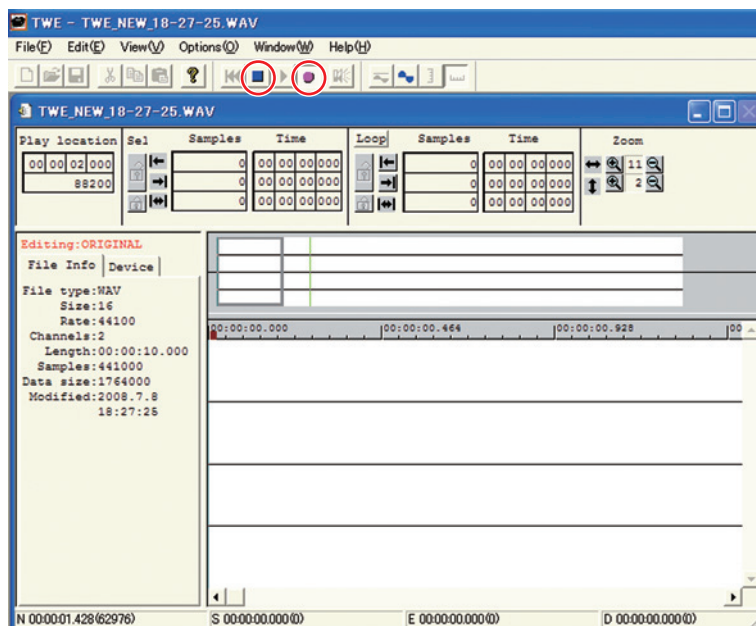 TWE - TWE_NEW_18-27-25.WAV
File(F) Edit(E) View(V) Options(O) Window(W) Help(H)
TWE_NEW_18-27-25.WAV
Play location Sel Samples Time Loop Samples Time Zoom
00 00 02 000 0 00 00 00 000 0 00 00 00 000 11
88200 0 00 00 00 000 0 00 00 00 000 2
0 00 00 00 000 0 00 00 00 000
Editing:ORIGINAL
File Info Device
File type:WAV
Size:16
Rate:44100
Channels:2
Length:00:00:10.000
Samples:441000
Data size:1764000
Modified:2008.7.8
18:27:25
00:00:00.000 00:00:00.464 00:00:00.928 00
N 00:00:01.428(62976) S 00:00:00.000(0) E 00:00:00.000(0) D 00:00:00.000(0)